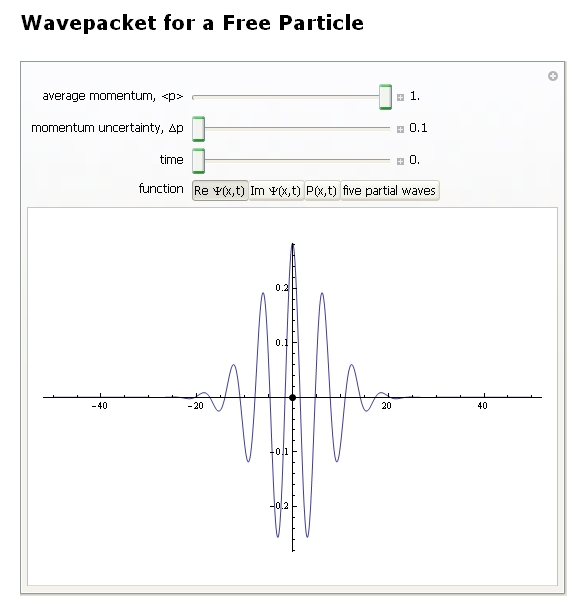 Wavepacket for a Free Particle
average momentum, <p> 1.
momentum uncertainty, Δp 0.1
time 0.
function Re Ψ(x,t) Im Ψ(x,t) P(x,t) five partial waves
0.2
0.1
-40 -20 20 40
-0.1
-0.2